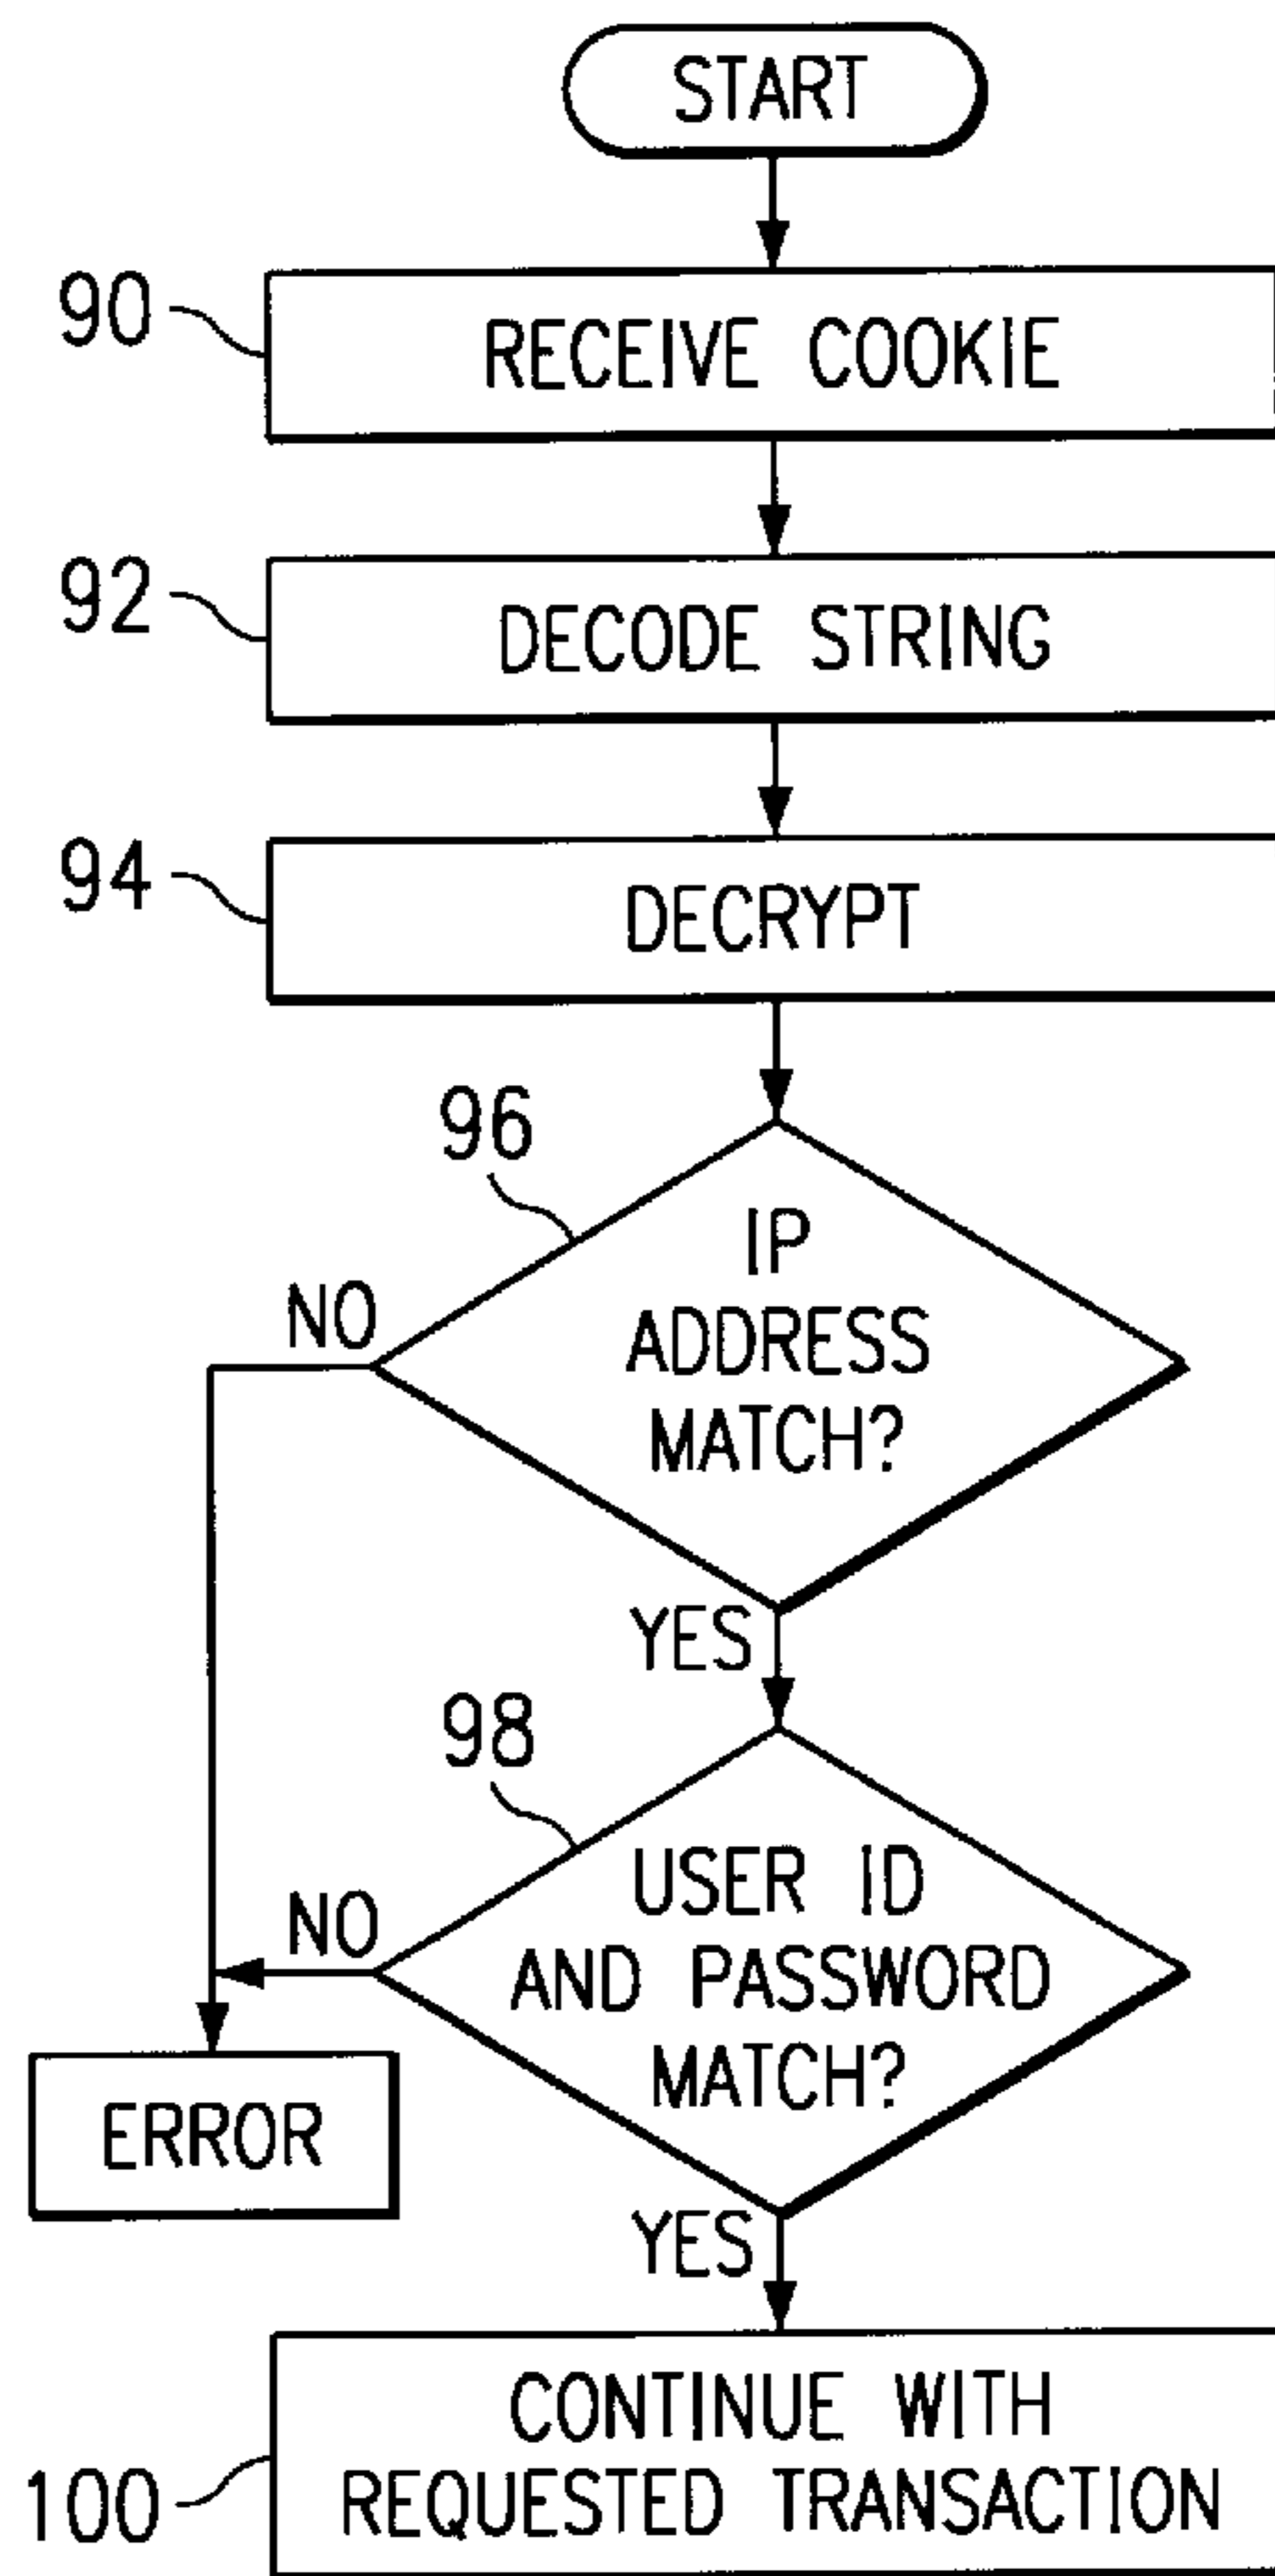 START
90
RECEIVE COOKIE
92
DECODE STRING
94
DECRYPT
96
IP
ADDRESS
MATCH?
NO
YES
98
USER ID
AND PASSWORD
MATCH?
NO
ERROR
YES
CONTINUE WITH
REQUESTED TRANSACTION
100